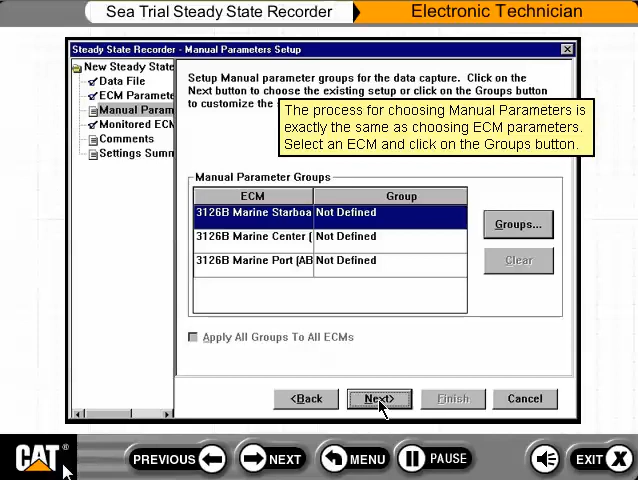 Sea Trial Steady State Recorder
Electronic Technician
Steady State Recorder - Manual Parameters Setup
New Steady State
Data File
ECM Paramete
Manual Param
Monitored ECM
Comments
Settings Summ
Setup Manual parameter groups for the data capture. Click on the
Next button to choose the existing setup or click on the Groups button
to customize the
The process for choosing Manual Parameters is
exactly the same as choosing ECM parameters.
Select an ECM and click on the Groups button.
Manual Parameter Groups
ECM Group
3126B Marine Starboa Not Defined
3126B Marine Center ( Not Defined
3126B Marine Port (AB Not Defined
Groups...
Clear
Apply All Groups To All ECMs
<Back Next> Finish Cancel
CAT® PREVIOUS NEXT MENU PAUSE EXIT X